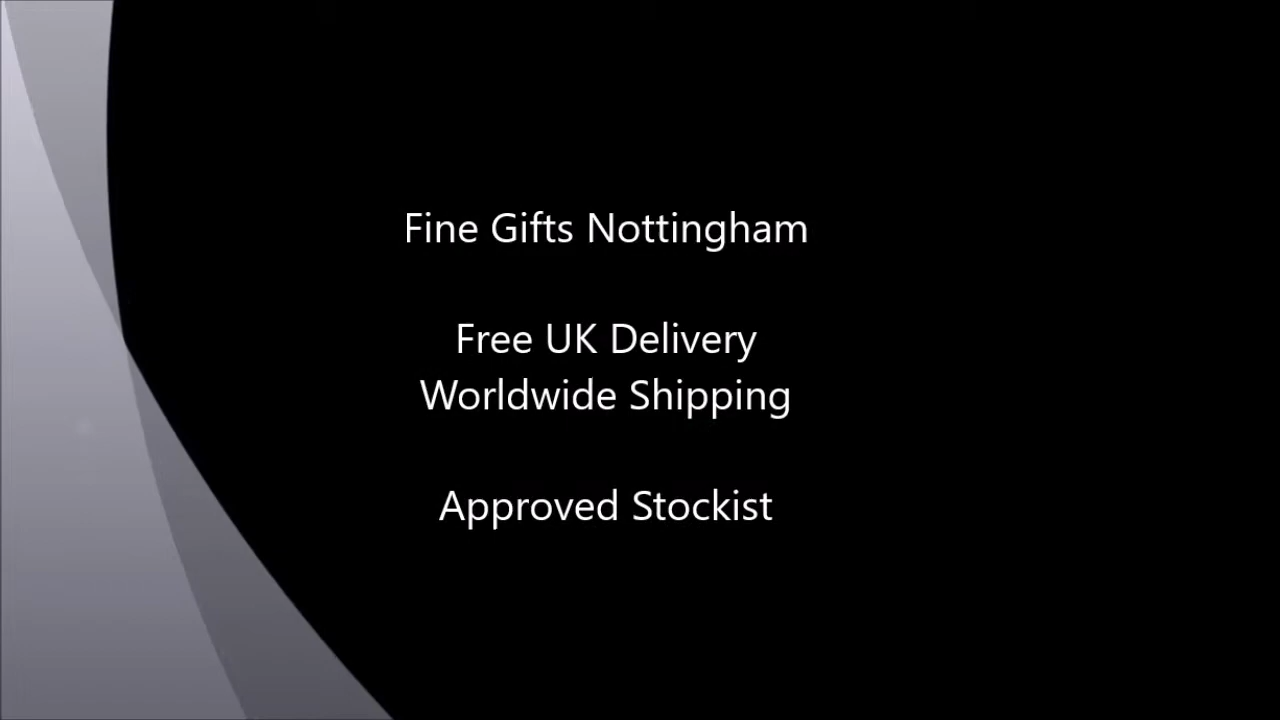 Fine Gifts Nottingham
Free UK Delivery
Worldwide Shipping
Approved Stockist